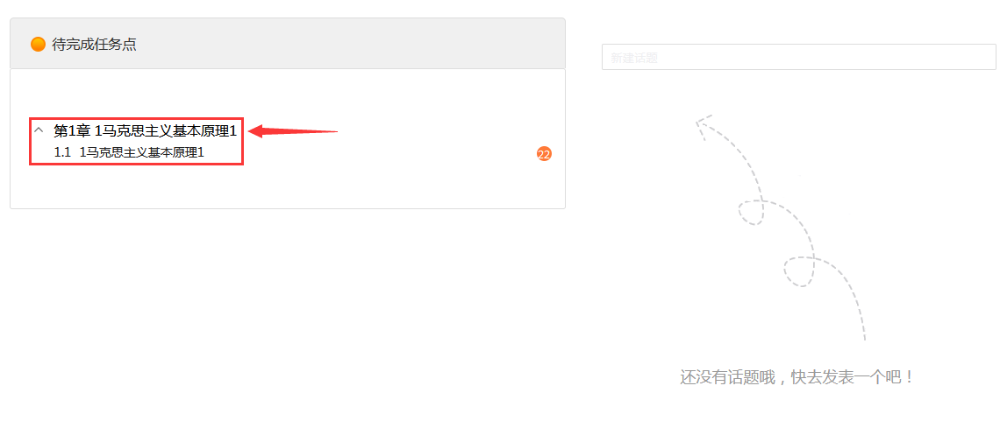 待完成任务点
新建话题
第1章 1马克思主义基本原理1
1.1 1马克思主义基本原理1
22
还没有话题哦，快去发表一个吧！